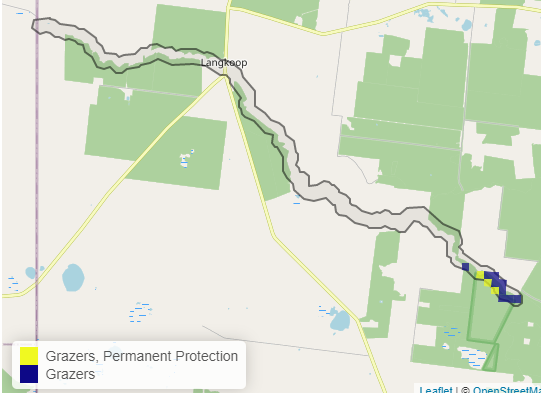 Langkoop
Grazers, Permanent Protection
Grazers
Leaflet | © OpenStreetMa